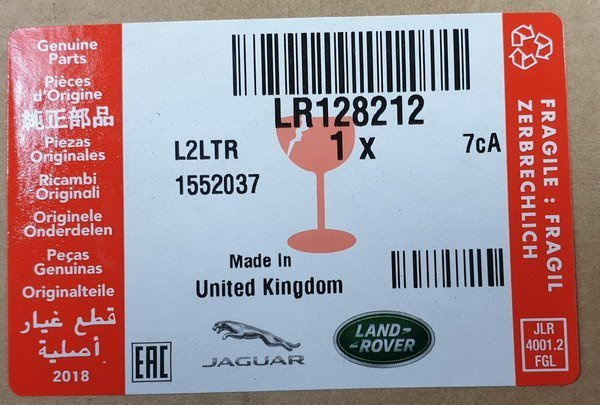 Genuine
Parts
Pièces
d'Origine
純正部品
Piezas
Originales
Ricambi
Originali
Originele
Onderdelen
Peças
Genuinas
Originalteile
قطع غيار
أصلية
2018
LR128212
1 x
L2LTR
7cA
1552037
Made In
United Kingdom
EAC
JAGUAR
LAND-
-ROVER
FRAGILE : FRAGIL
ZERBRECHLICH
JLR
4001.2
FGL